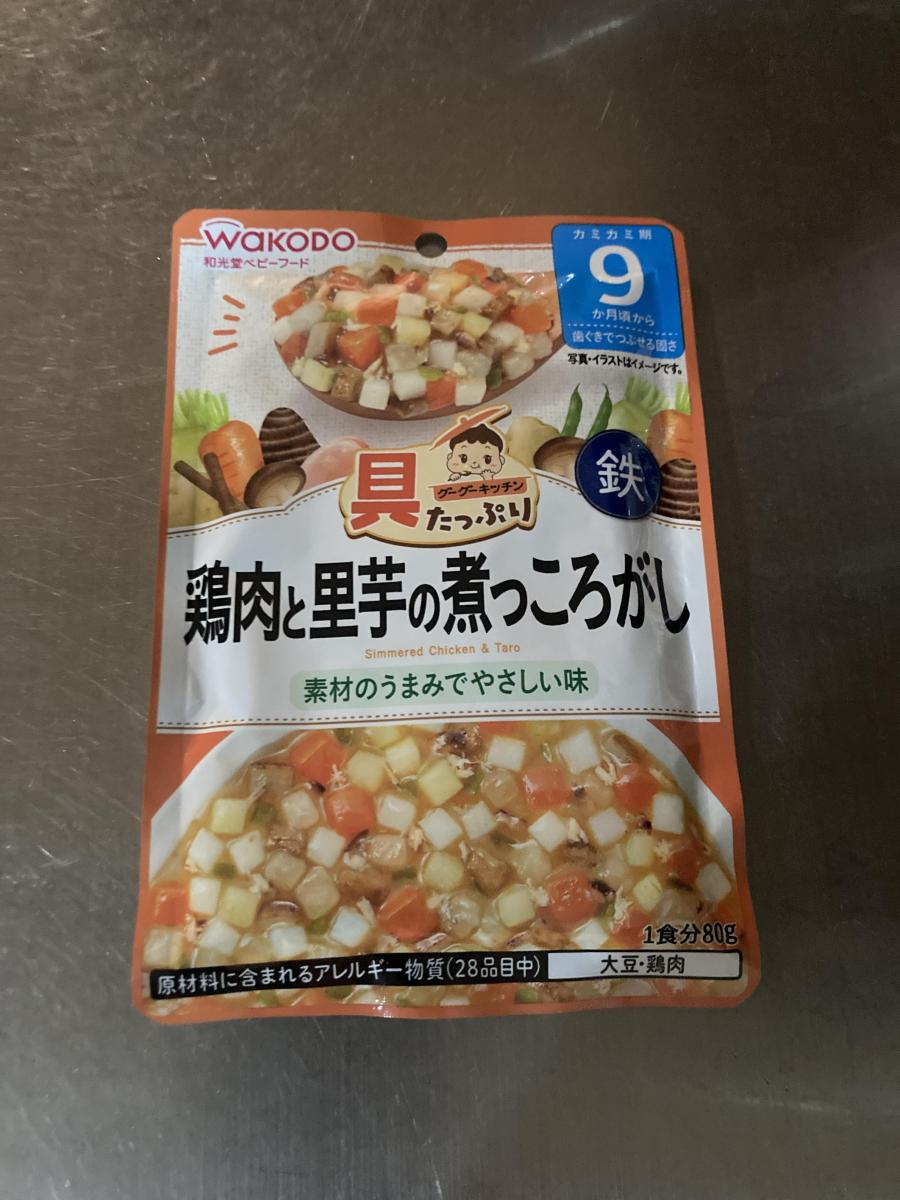 WaKODO
和光堂ベビーフード
カミカミ期
9
か月頃から
歯ぐきでつぶせる固さ
写真・イラストはイメージです。
具たっぷり
グーグーキッチン
鉄
鶏肉と里芋の煮っころがし
Simmered Chicken & Taro
素材のうまみでやさしい味
1食分80g
原材料に含まれるアレルギー物質(28品目中) 大豆・鶏肉